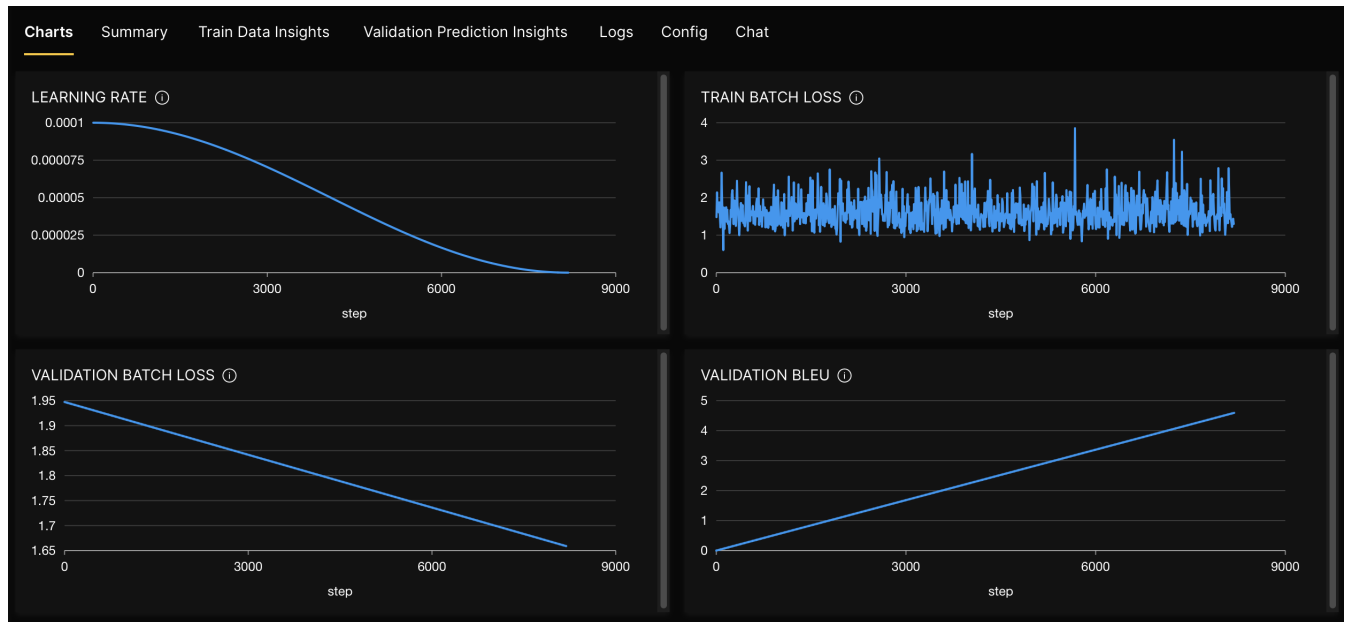 Charts Summary Train Data Insights Validation Prediction Insights Logs Config Chat
LEARNING RATE
0.0001
0.000075
0.00005
0.000025
0
0 3000 6000 9000
step
TRAIN BATCH LOSS
4
3
2
1
0
0 3000 6000 9000
step
VALIDATION BATCH LOSS
1.95
1.9
1.85
1.8
1.75
1.7
1.65
0 3000 6000 9000
step
VALIDATION BLEU
5
4
3
2
1
0
0 3000 6000 9000
step